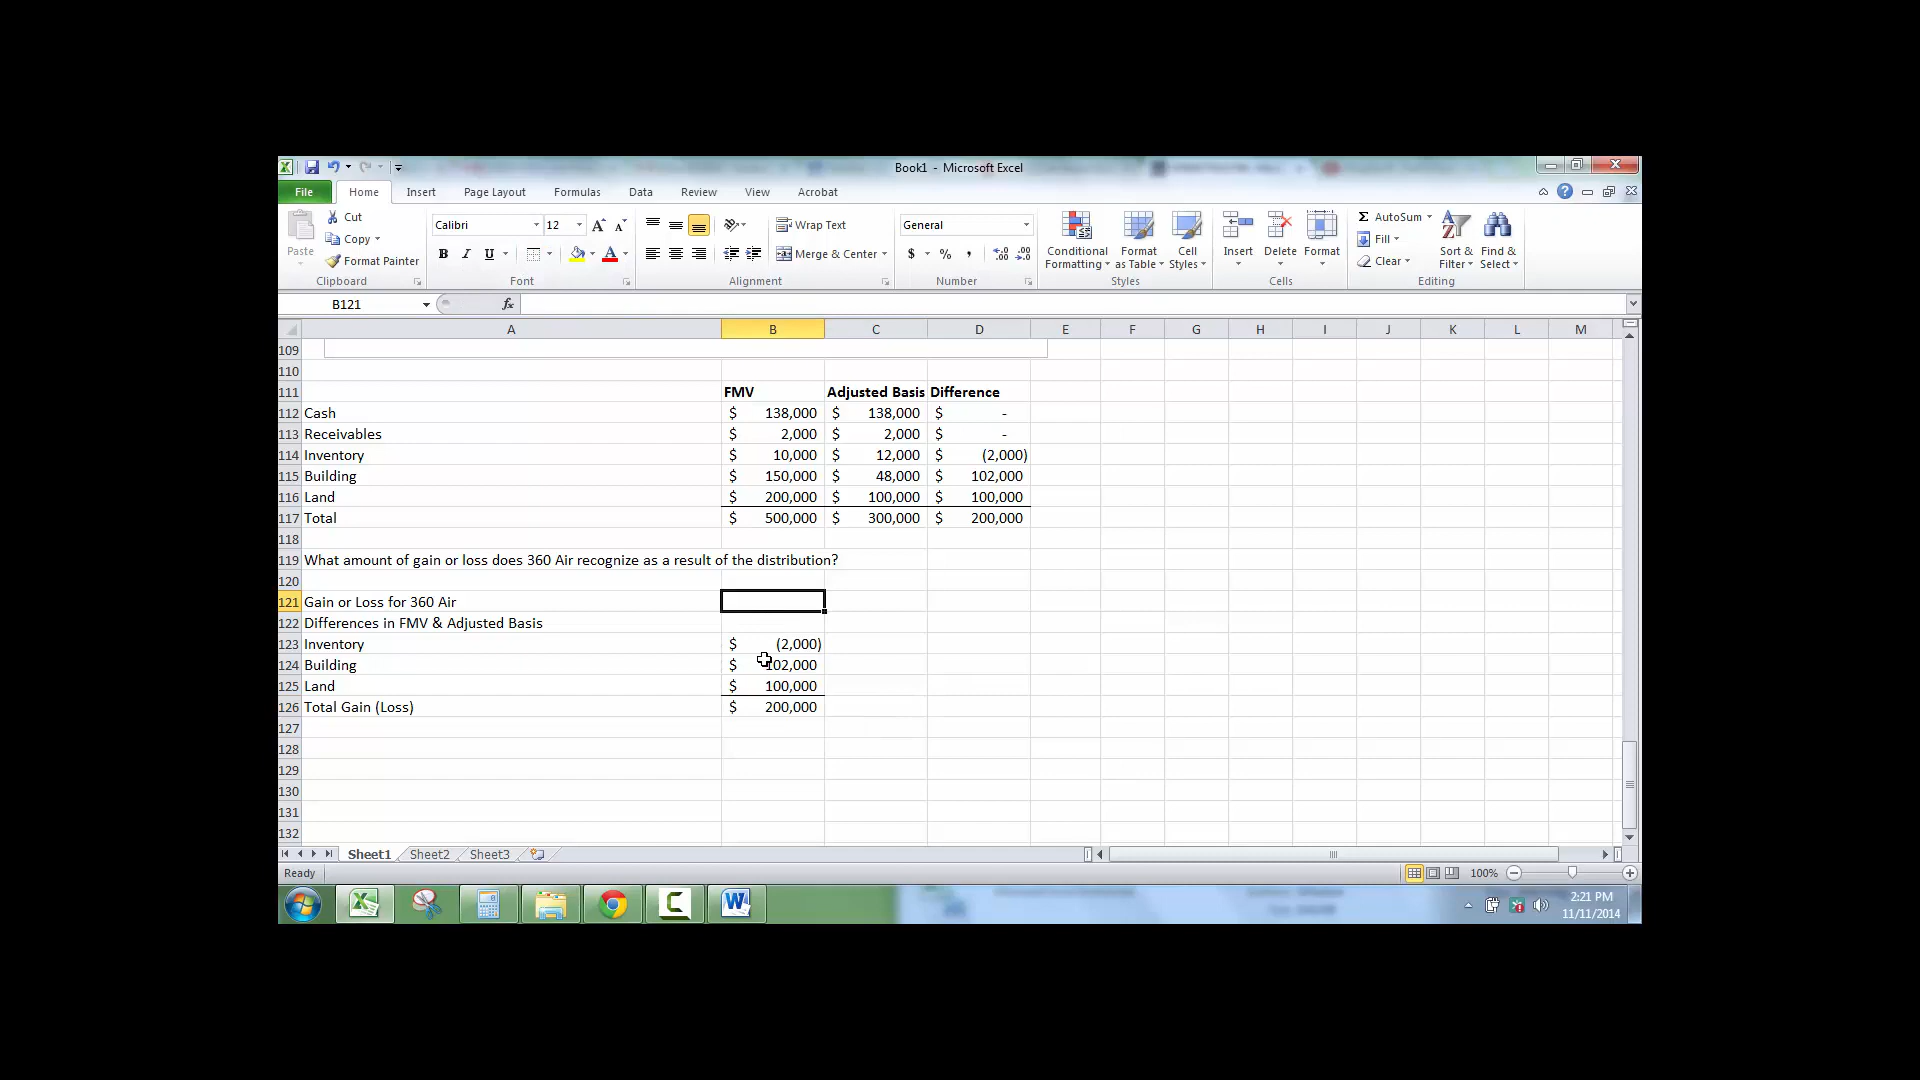 Book1 - Microsoft Excel
File Home Insert Page Layout Formulas Data Review View Acrobat
Paste
Cut
Copy
Format Painter
Clipboard
Calibri 12
B I U A
Font
Wrap Text
Merge & Center
Alignment
General
$ % ,
Number
Conditional Formatting
Format as Table
Cell Styles
Styles
Insert Delete Format
Cells
Σ AutoSum
Fill
Clear
Sort & Filter
Find & Select
Editing
B121 fx
A B C D E F G H I J K L M
109
110
111 FMV Adjusted Basis Difference
112 Cash $ 138,000 $ 138,000 $ -
113 Receivables $ 2,000 $ 2,000 $ -
114 Inventory $ 10,000 $ 12,000 (2,000)
115 Building $ 150,000 $ 48,000 $ 102,000
116 Land $ 200,000 $ 100,000 $ 100,000
117 Total $ 500,000 $ 300,000 $ 200,000
118
119 What amount of gain or loss does 360 Air recognize as a result of the distribution?
120
121 Gain or Loss for 360 Air
122 Differences in FMV & Adjusted Basis
123 Inventory $ (2,000)
124 Building $ 102,000
125 Land $ 100,000
126 Total Gain (Loss) $ 200,000
127
128
129
130
131
132
Sheet1 Sheet2 Sheet3
Ready 100%
2:21 PM
11/11/2014